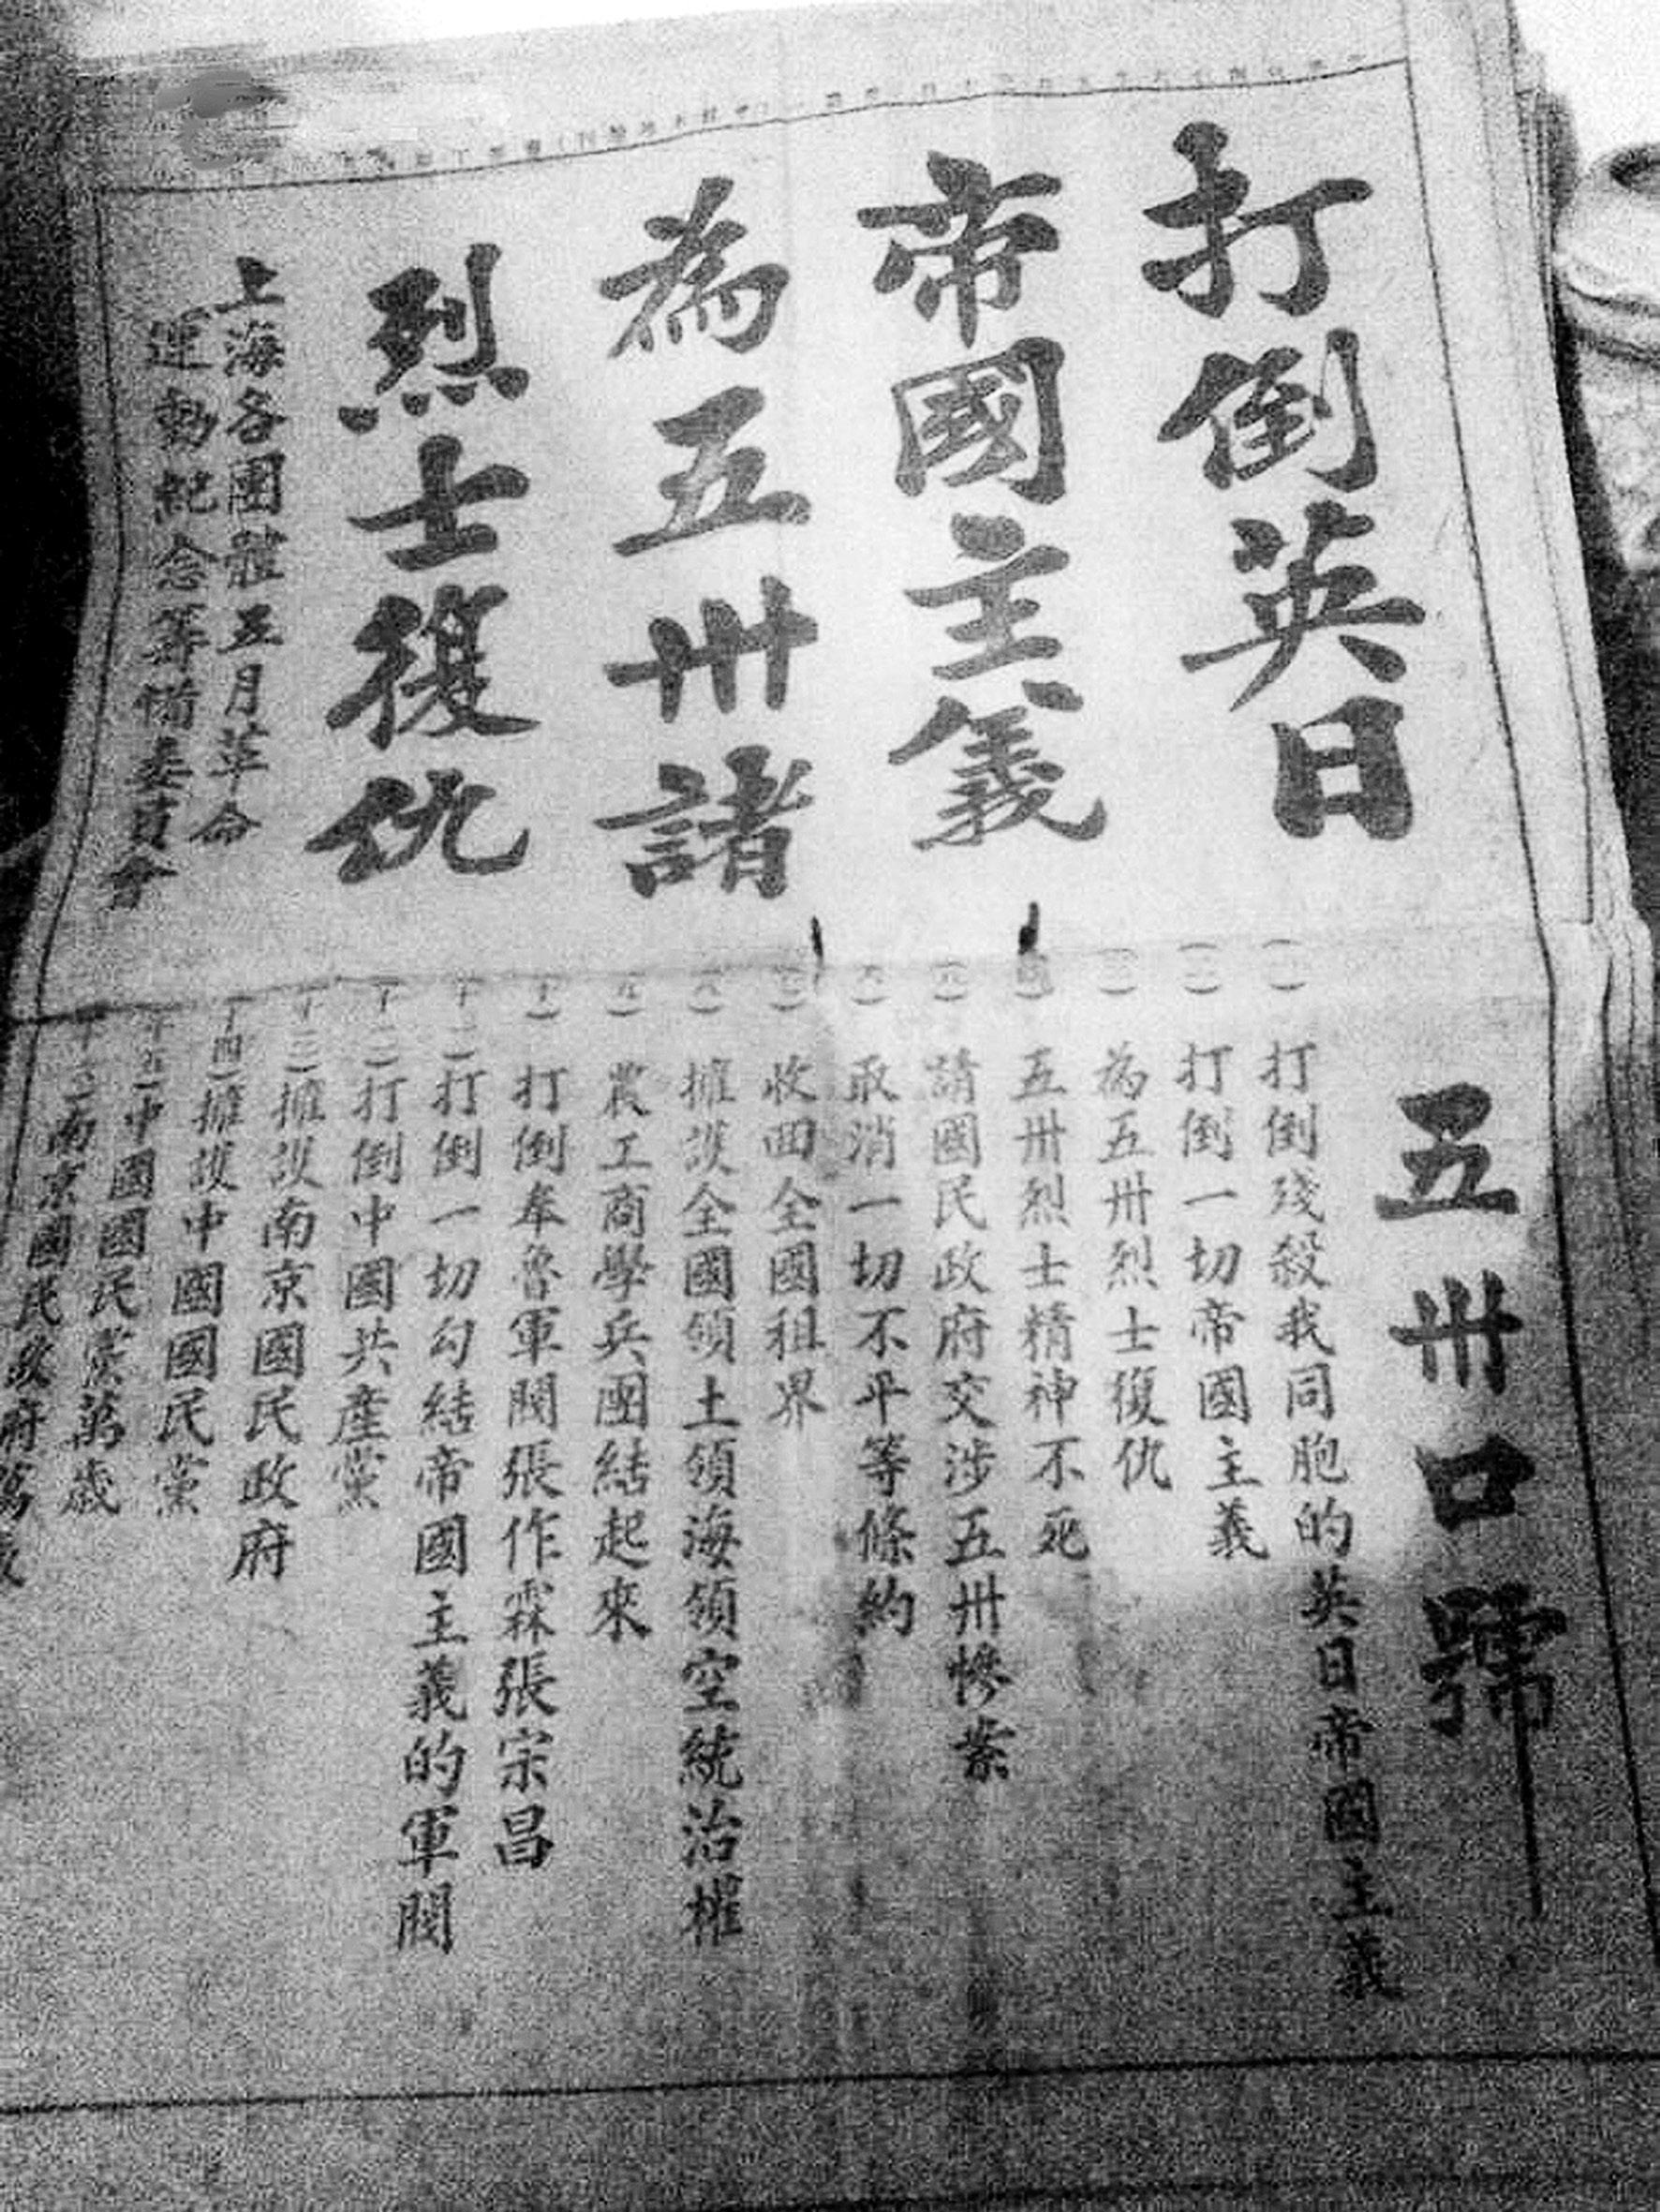 打倒英日
帝國主義
為五卅諸
烈士復仇
上海各團體五月革命
運動紀念籌備委員會
五卅口號
(一)打倒殘殺我同胞的英日帝國主義
(二)打倒一切帝國主義
(三)為五卅烈士復仇
(四)五卅烈士精神不死
(五)請國民政府交涉五卅慘案
(六)取消一切不平等條約
(七)收回全國租界
(八)擁護全國領土領海領空統治權
(九)農工商學兵團結起來
(十)打倒奉魯軍閥張作霖張宗昌
(十一)打倒一切勾結帝國主義的軍閥
(十二)打倒中國共產黨
(十三)擁護南京國民政府
(十四)擁護中國國民黨
(十五)中國國民黨萬歲
南京國民政府萬歲